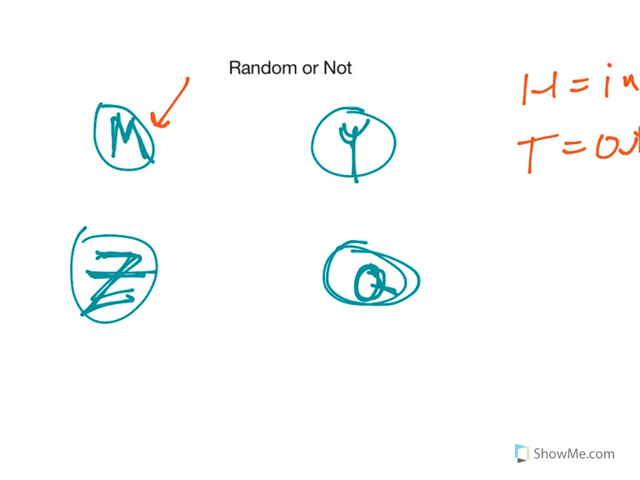 Random or Not
H = in
M
Y
T = ou
Z
Q
ShowMe.com